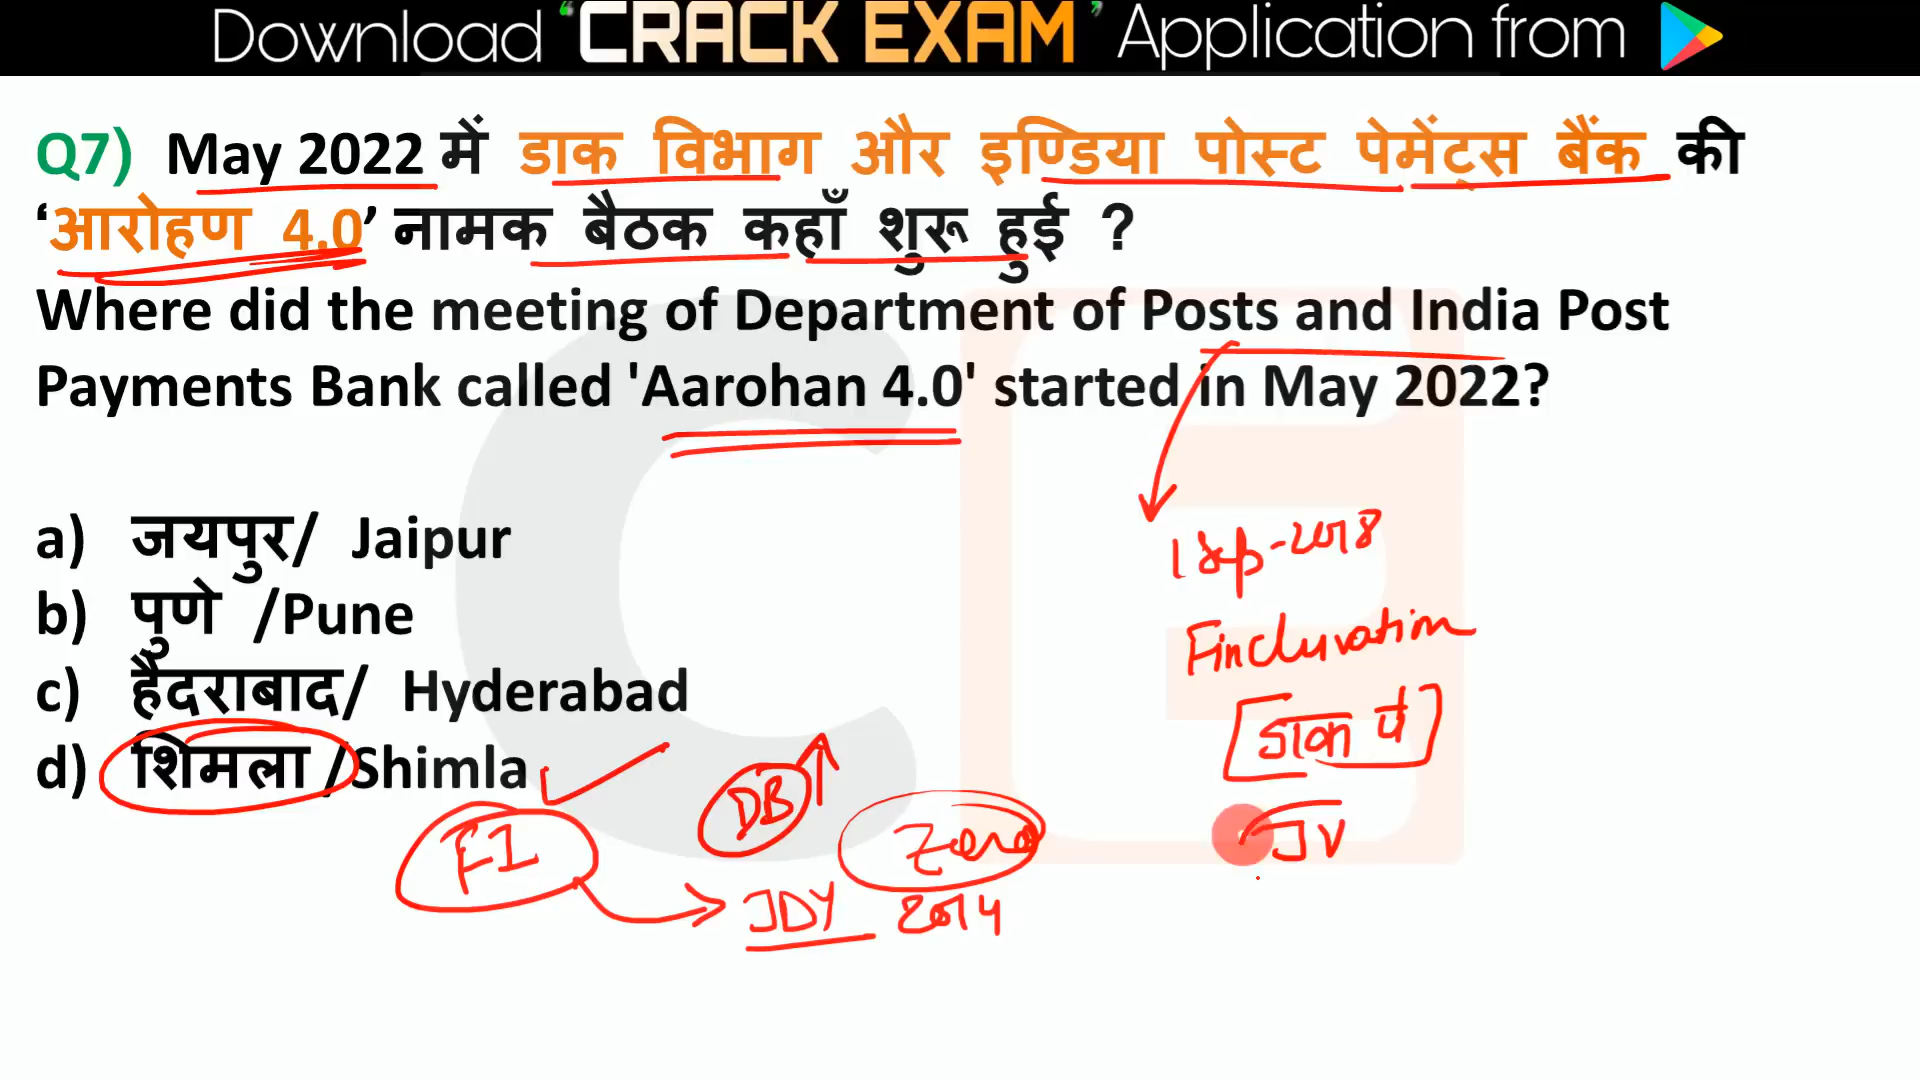 Download 'CRACK EXAM' Application from
Q7) May 2022 में डाक विभाग और इण्डिया पोस्ट पेमेंट्स बैंक की
‘आरोहण 4.0’ नामक बैठक कहाँ शुरू हुई ?
Where did the meeting of Department of Posts and India Post
Payments Bank called 'Aarohan 4.0' started in May 2022?
a) जयपुर/ Jaipur
b) पुणे /Pune
c) हैदराबाद/ Hyderabad
d) शिमला /Shimla
1 Sep-2018
Fincluvation
डाक पे
JV
FI
DB
Zero
JDY 2014